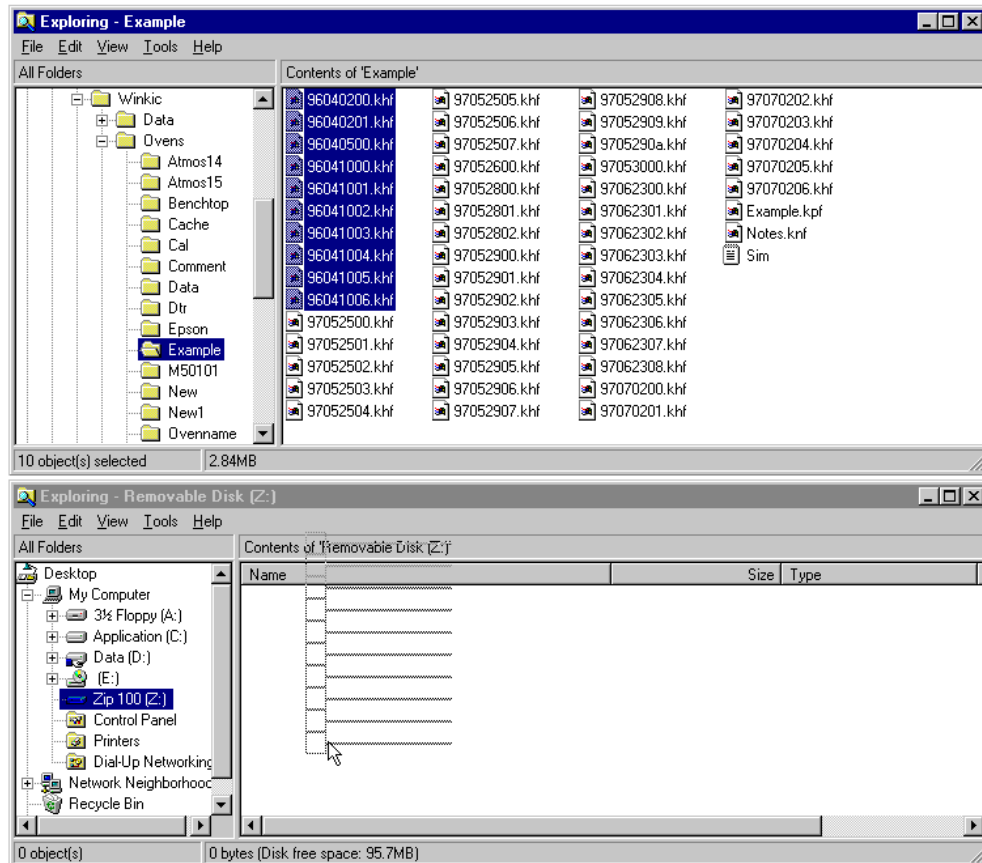 Exploring - Example
File Edit View Tools Help
All Folders Contents of 'Example'
Winkic 96040200.khf 97052505.khf 97052908.khf 97070202.khf
Data 96040201.khf 97052506.khf 97052909.khf 97070203.khf
Ovens 96040500.khf 97052507.khf 9705290a.khf 97070204.khf
Atmos14 96041000.khf 97052600.khf 97053000.khf 97070205.khf
Atmos15 96041001.khf 97052800.khf 97062300.khf 97070206.khf
Benchtop 96041002.khf 97052801.khf 97062301.khf Example.kpf
Cache 96041003.khf 97052802.khf 97062302.khf Notes.knf
Cal 96041004.khf 97052900.khf 97062303.khf Sim
Comment 96041005.khf 97052901.khf 97062304.khf
Data 96041006.khf 97052902.khf 97062305.khf
Dtr 97052500.khf 97052903.khf 97062306.khf
Epson 97052501.khf 97052904.khf 97062307.khf
Example 97052502.khf 97052905.khf 97062308.khf
M50101 97052503.khf 97052906.khf 97070200.khf
New 97052504.khf 97052907.khf 97070201.khf
New1
Ovenname
10 object(s) selected 2.84MB
Exploring - Removable Disk (Z:)
File Edit View Tools Help
All Folders Contents of 'Removable Disk (Z:)'
Desktop Name Size Type
My Computer
3½ Floppy (A:)
Application (C:)
Data (D:)
(E:)
Zip 100 (Z:)
Control Panel
Printers
Dial-Up Networking
Network Neighborhooc
Recycle Bin
0 object(s) 0 bytes (Disk free space: 95.7MB)